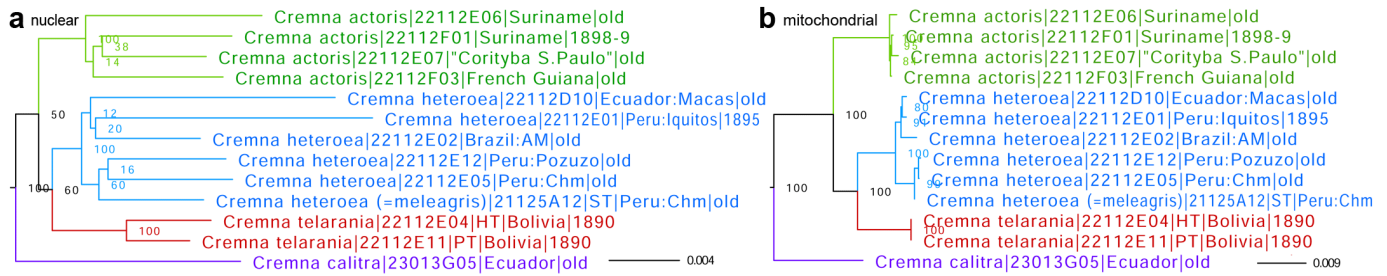 a nuclear
Cremna actoris|22112E06|Suriname|old
Cremna actoris|22112F01|Suriname|1898-9
Cremna actoris|22112E07|"Corityba S.Paulo"|old
Cremna actoris|22112F03|French Guiana|old
Cremna heteroea|22112D10|Ecuador:Macas|old
Cremna heteroea|22112E01|Peru:Iquitos|1895
Cremna heteroea|22112E02|Brazil:AM|old
Cremna heteroea|22112E12|Peru:Pozuzo|old
Cremna heteroea|22112E05|Peru:Chm|old
Cremna heteroea (=meleagris)|21125A12|ST|Peru:Chm|old
Cremna telarania|22112E04|HT|Bolivia|1890
Cremna telarania|22112E11|PT|Bolivia|1890
Cremna calitra|23013G05|Ecuador|old
100
38
14
50
12
20
100
16
60
60
100
100
0.004
b mitochondrial
Cremna actoris|22112E06|Suriname|old
Cremna actoris|22112F01|Suriname|1898-9
Cremna actoris|22112E07|"Corityba S.Paulo"|old
Cremna actoris|22112F03|French Guiana|old
Cremna heteroea|22112D10|Ecuador:Macas|old
Cremna heteroea|22112E01|Peru:Iquitos|1895
Cremna heteroea|22112E02|Brazil:AM|old
Cremna heteroea|22112E12|Peru:Pozuzo|old
Cremna heteroea|22112E05|Peru:Chm|old
Cremna heteroea (=meleagris)|21125A12|ST|Peru:Chm
Cremna telarania|22112E04|HT|Bolivia|1890
Cremna telarania|22112E11|PT|Bolivia|1890
Cremna calitra|23013G05|Ecuador|old
95
100
80
100
100
100
100
0.009